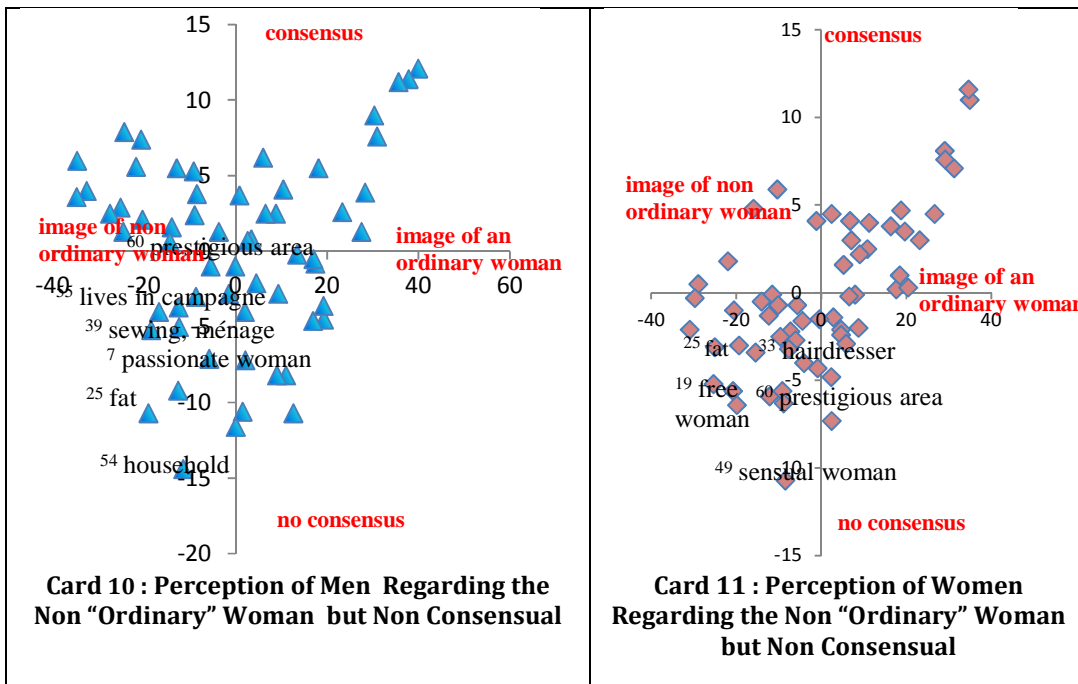 15
consensus
10
5
image of non
ordinary woman
60 prestigious area
image of an
ordinary woman
0
-40 -20 0 20 40 60
lives in campagne
-5
39 sewing, ménage
7 passionate woman
25 fat
-10
54 household
-15
no consensus
-20
Card 10 : Perception of Men Regarding the
Non “Ordinary” Woman but Non Consensual
15
consensus
10
image of non
ordinary woman
5
image of an
ordinary woman
0
-40 -20 0 20 40
25 fat
33 hairdresser
-5
19 free
woman
60 prestigious area
-10
49 sensual woman
no consensus
-15
Card 11 : Perception of Women
Regarding the Non “Ordinary” Woman
but Non Consensual